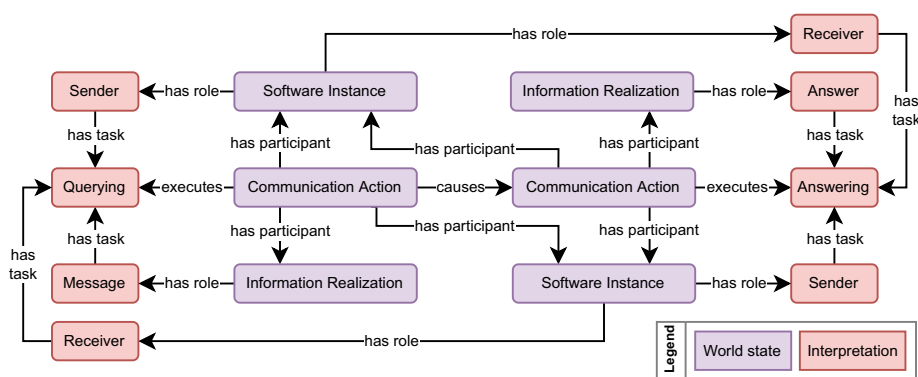 has role
Receiver
Sender
has role
Software Instance
Information Realization
has role
Answer
has task
has task
has participant
has participant
has participant
has task
Querying
executes
Communication Action
causes
Communication Action
executes
Answering
has task
has participant
has participant
has participant
has task
has task
Message
has role
Information Realization
Software Instance
has role
Sender
Receiver
has role
Legend
World state
Interpretation